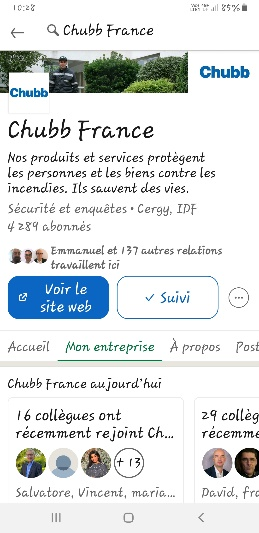 10:28
85%
Chubb France
Chubb
Chubb
Chubb France
Nos produits et services protègent
les personnes et les biens contre les
incendies. Ils sauvent des vies.
Sécurité et enquêtes • Cergy, IDF
4 289 abonnés
Emmanuel et 137 autres relations
travaillent ici
Voir le
site web
✓ Suivi
Accueil Mon entreprise À propos Post
Chubb France aujourd'hui
16 collègues ont
récemment rejoint Ch...
+ 13
Salvatore, Vincent, maria...
29 collèg
récemme
David, fra